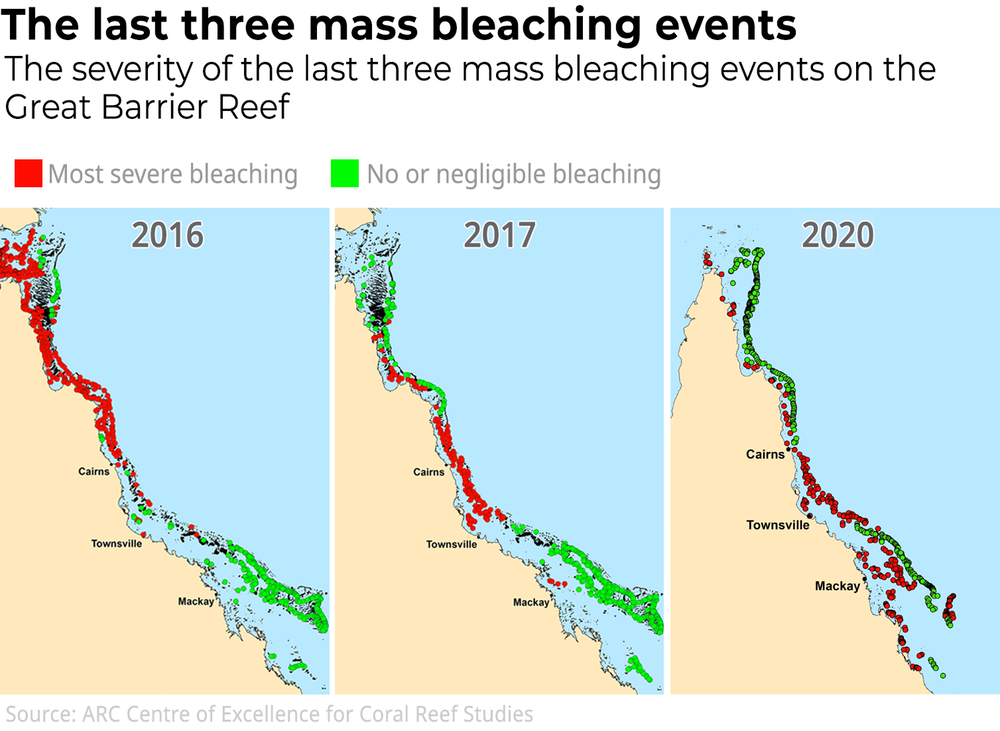 The last three mass bleaching events
The severity of the last three mass bleaching events on the
Great Barrier Reef
Most severe bleaching
No or negligible bleaching
2016
2017
2020
Cairns
Townsville
Mackay
Cairns
Townsville
Mackay
Cairns
Townsville
Mackay
Source: ARC Centre of Excellence for Coral Reef Studies